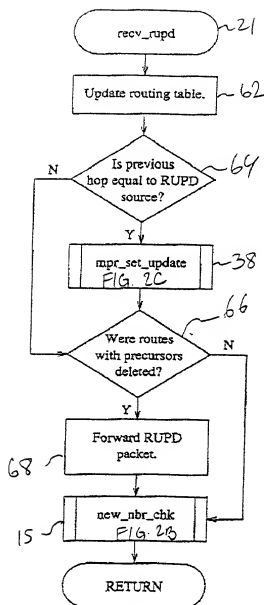 recv_rupd
21
Update routing table.
62
Is previous
hop equal to RUPD
source?
64
N
Y
mpr_set_update
FIG. 2C
38
66
Were routes
with precursors
deleted?
N
Y
Forward RUPD
packet.
68
new_nbr_chk
FIG. 2B
15
RETURN